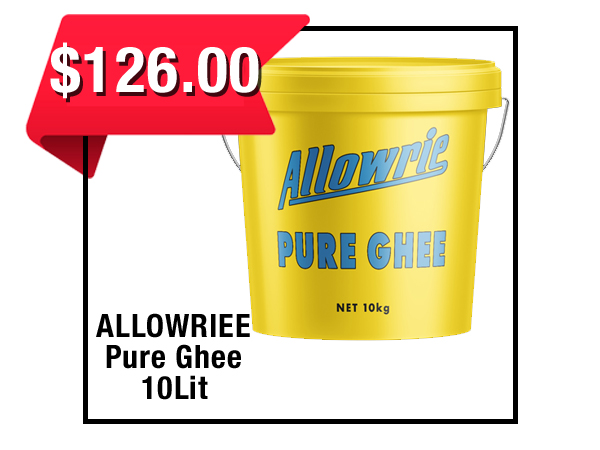 $126.00
Allowrie
PURE GHEE
NET 10kg
ALLOWRIEE
Pure Ghee
10Lit